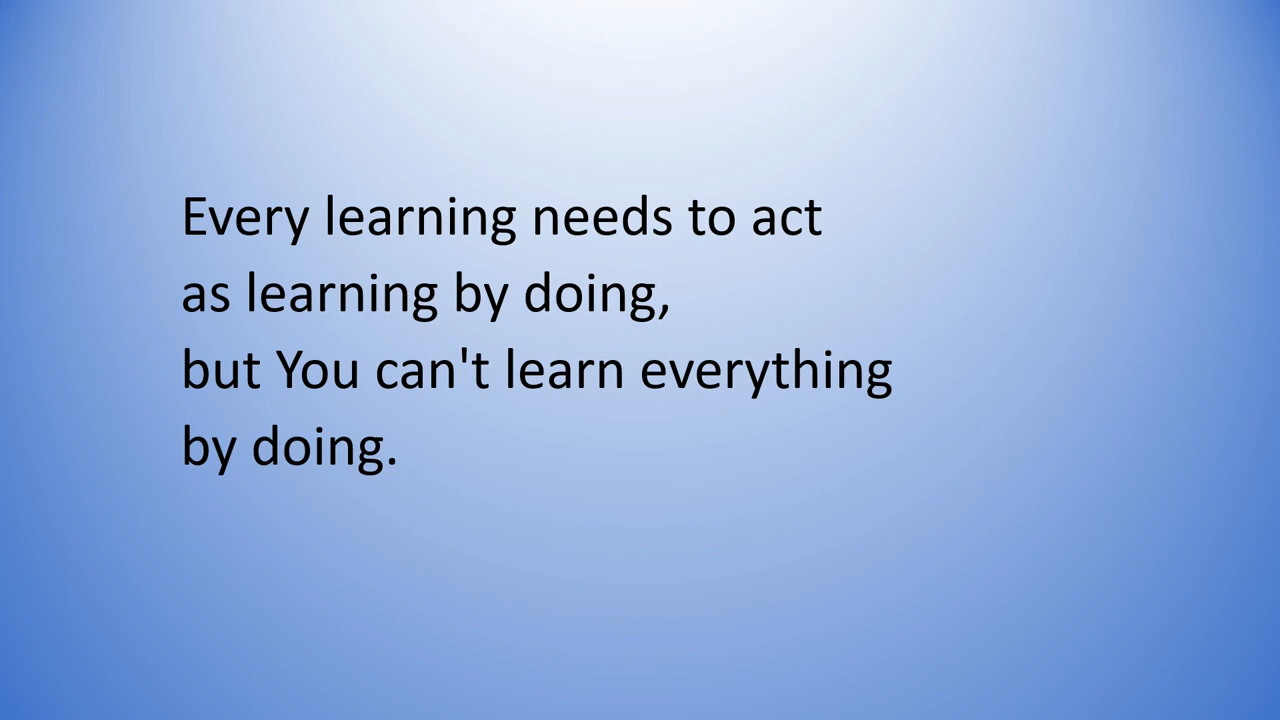 Every learning needs to act
as learning by doing,
but You can't learn everything
by doing.